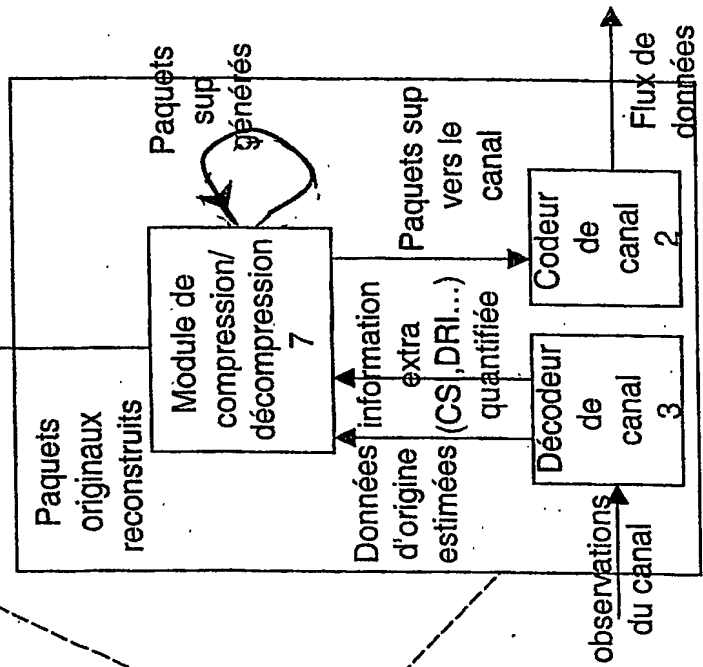 Paquets
originaux
reconstruits
Paquets
sup
générés
Module de
compression/
décompression
7
Données
d'origine
estimées
information
extra
(CSI,DRI...)
quantifiée
Paquets sup
vers le
canal
observations
du canal
Décodeur
de
canal
3
Codeur
de
canal
2
Flux de
données